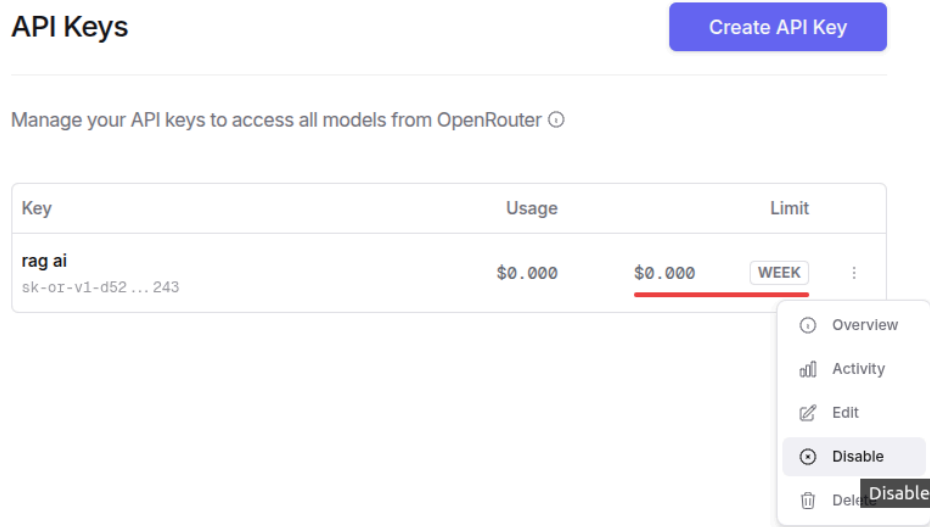 API Keys
Create API Key
Manage your API keys to access all models from OpenRouter
Key Usage Limit
rag ai
sk-or-v1-d52...243
$0.000 $0.000 WEEK
Overview
Activity
Edit
Disable
Disable